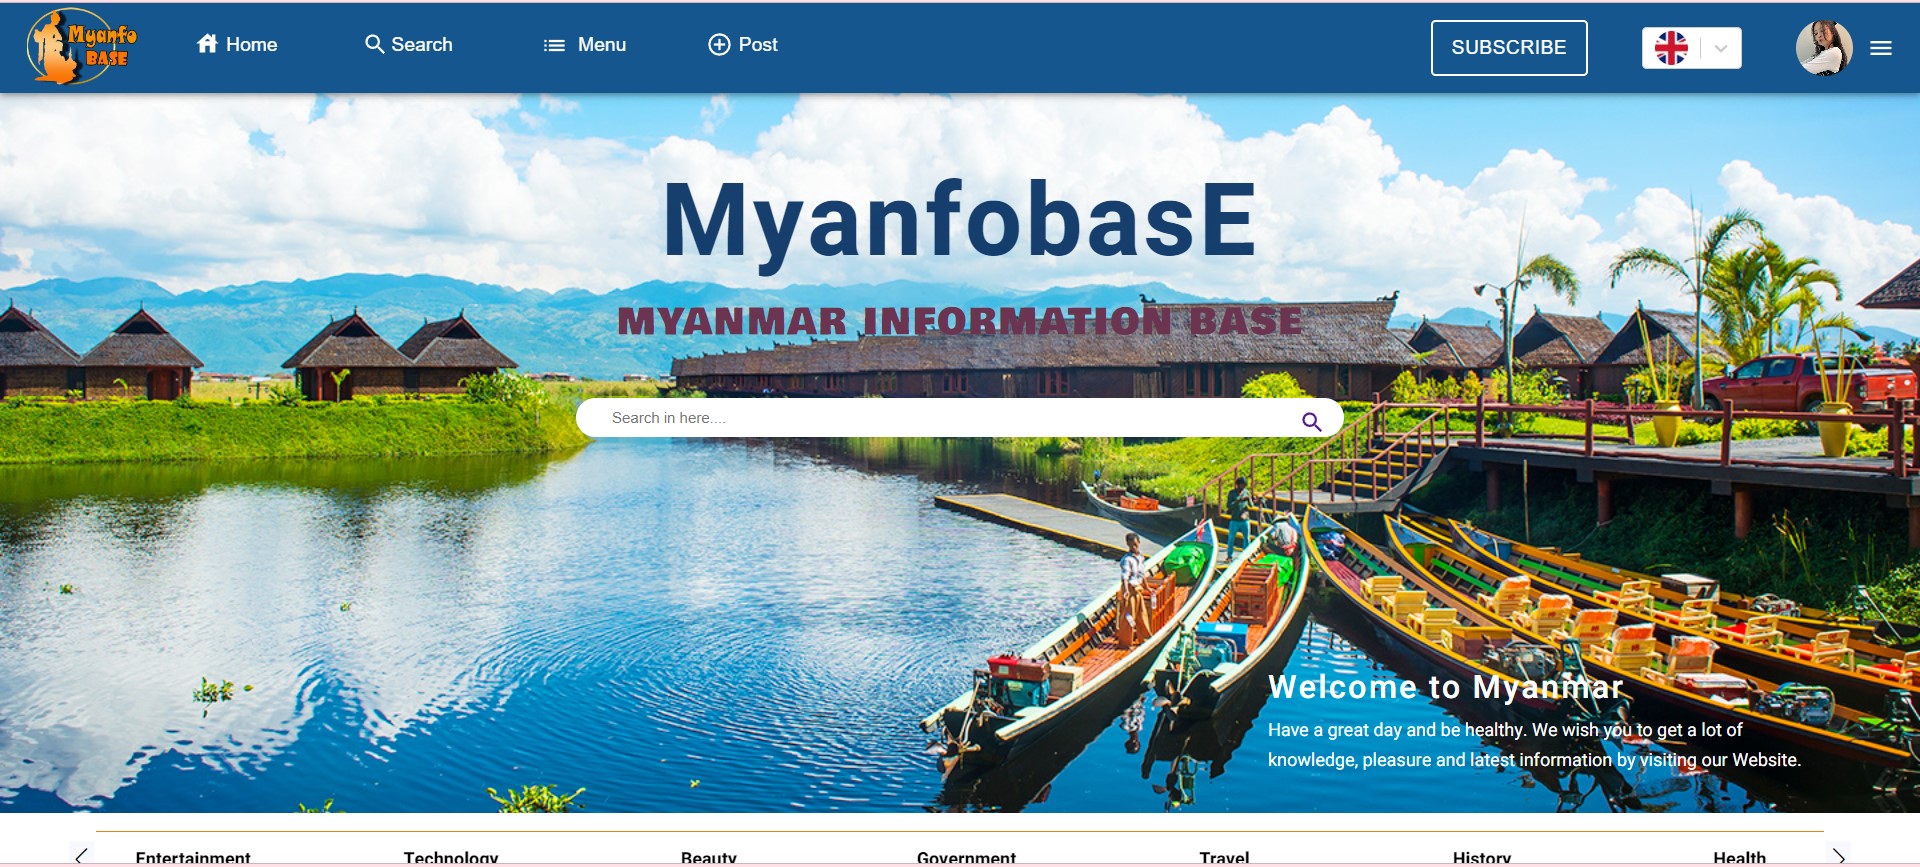 Myanfo
BASE
Home
Search
Menu
Post
SUBSCRIBE
MyanfobasE
MYANMAR INFORMATION BASE
Search in here....
Welcome to Myanmar
Have a great day and be healthy. We wish you to get a lot of
knowledge, pleasure and latest information by visiting our Website.
Entertainment
Technology
Beauty
Government
Travel
History
Health